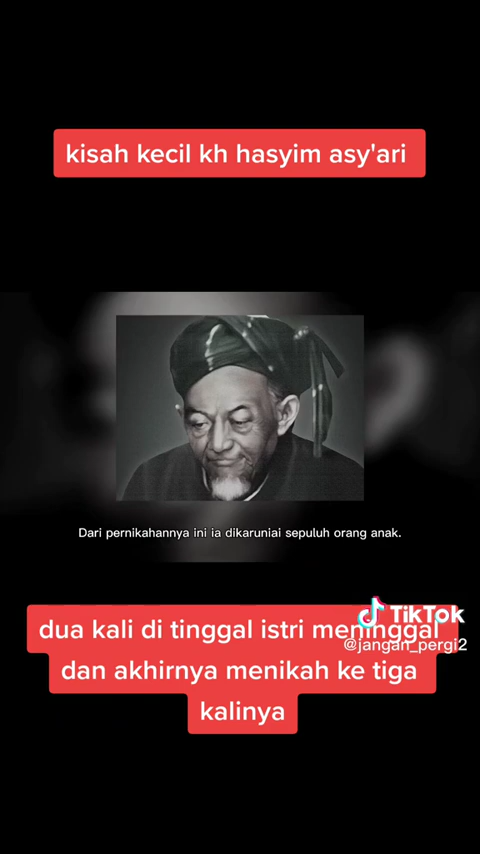 kisah kecil kh hasyim asy'ari
Dari pernikahannya ini ia dikaruniai sepuluh orang anak.
dua kali di tinggal istri meninggal
TikTok
@jangan_pergi2
dan akhirnya menikah ke tiga
kalinya